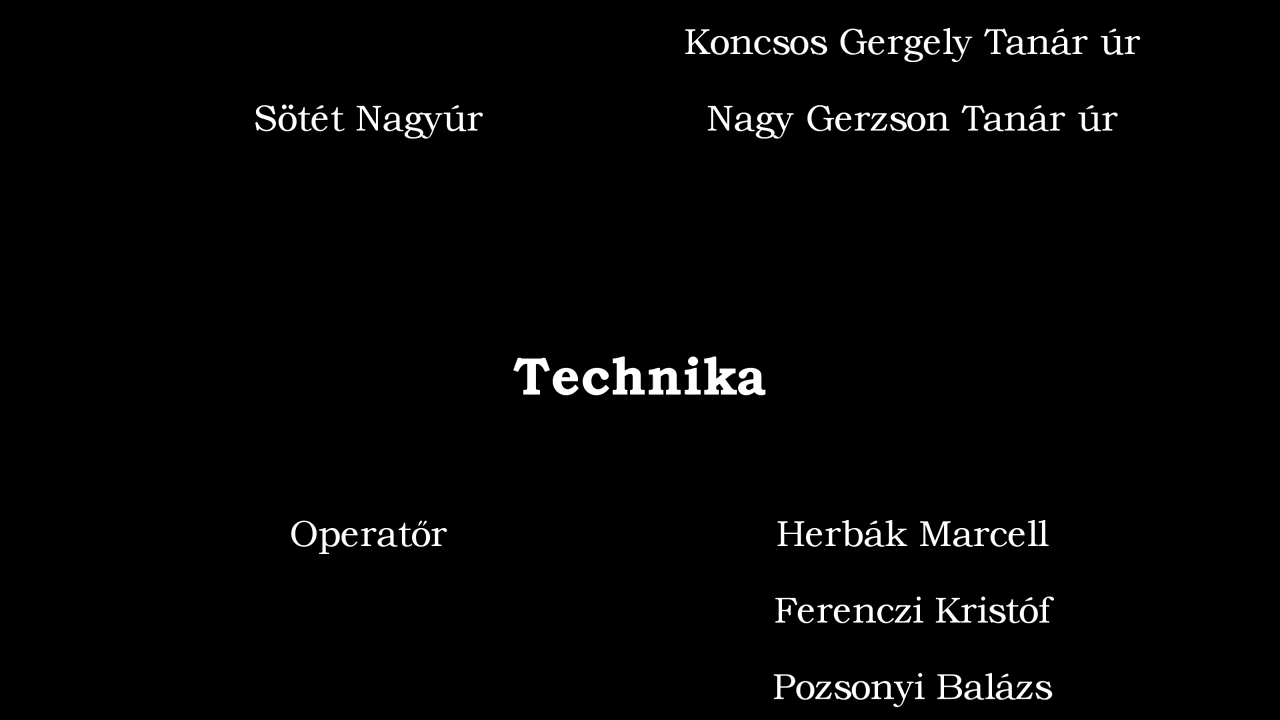 Koncsos Gergely Tanár úr
Sötét Nagyúr Nagy Gerzson Tanár úr
Technika
Operatőr Herbák Marcell
Ferenczi Kristóf
Pozsonyi Balázs